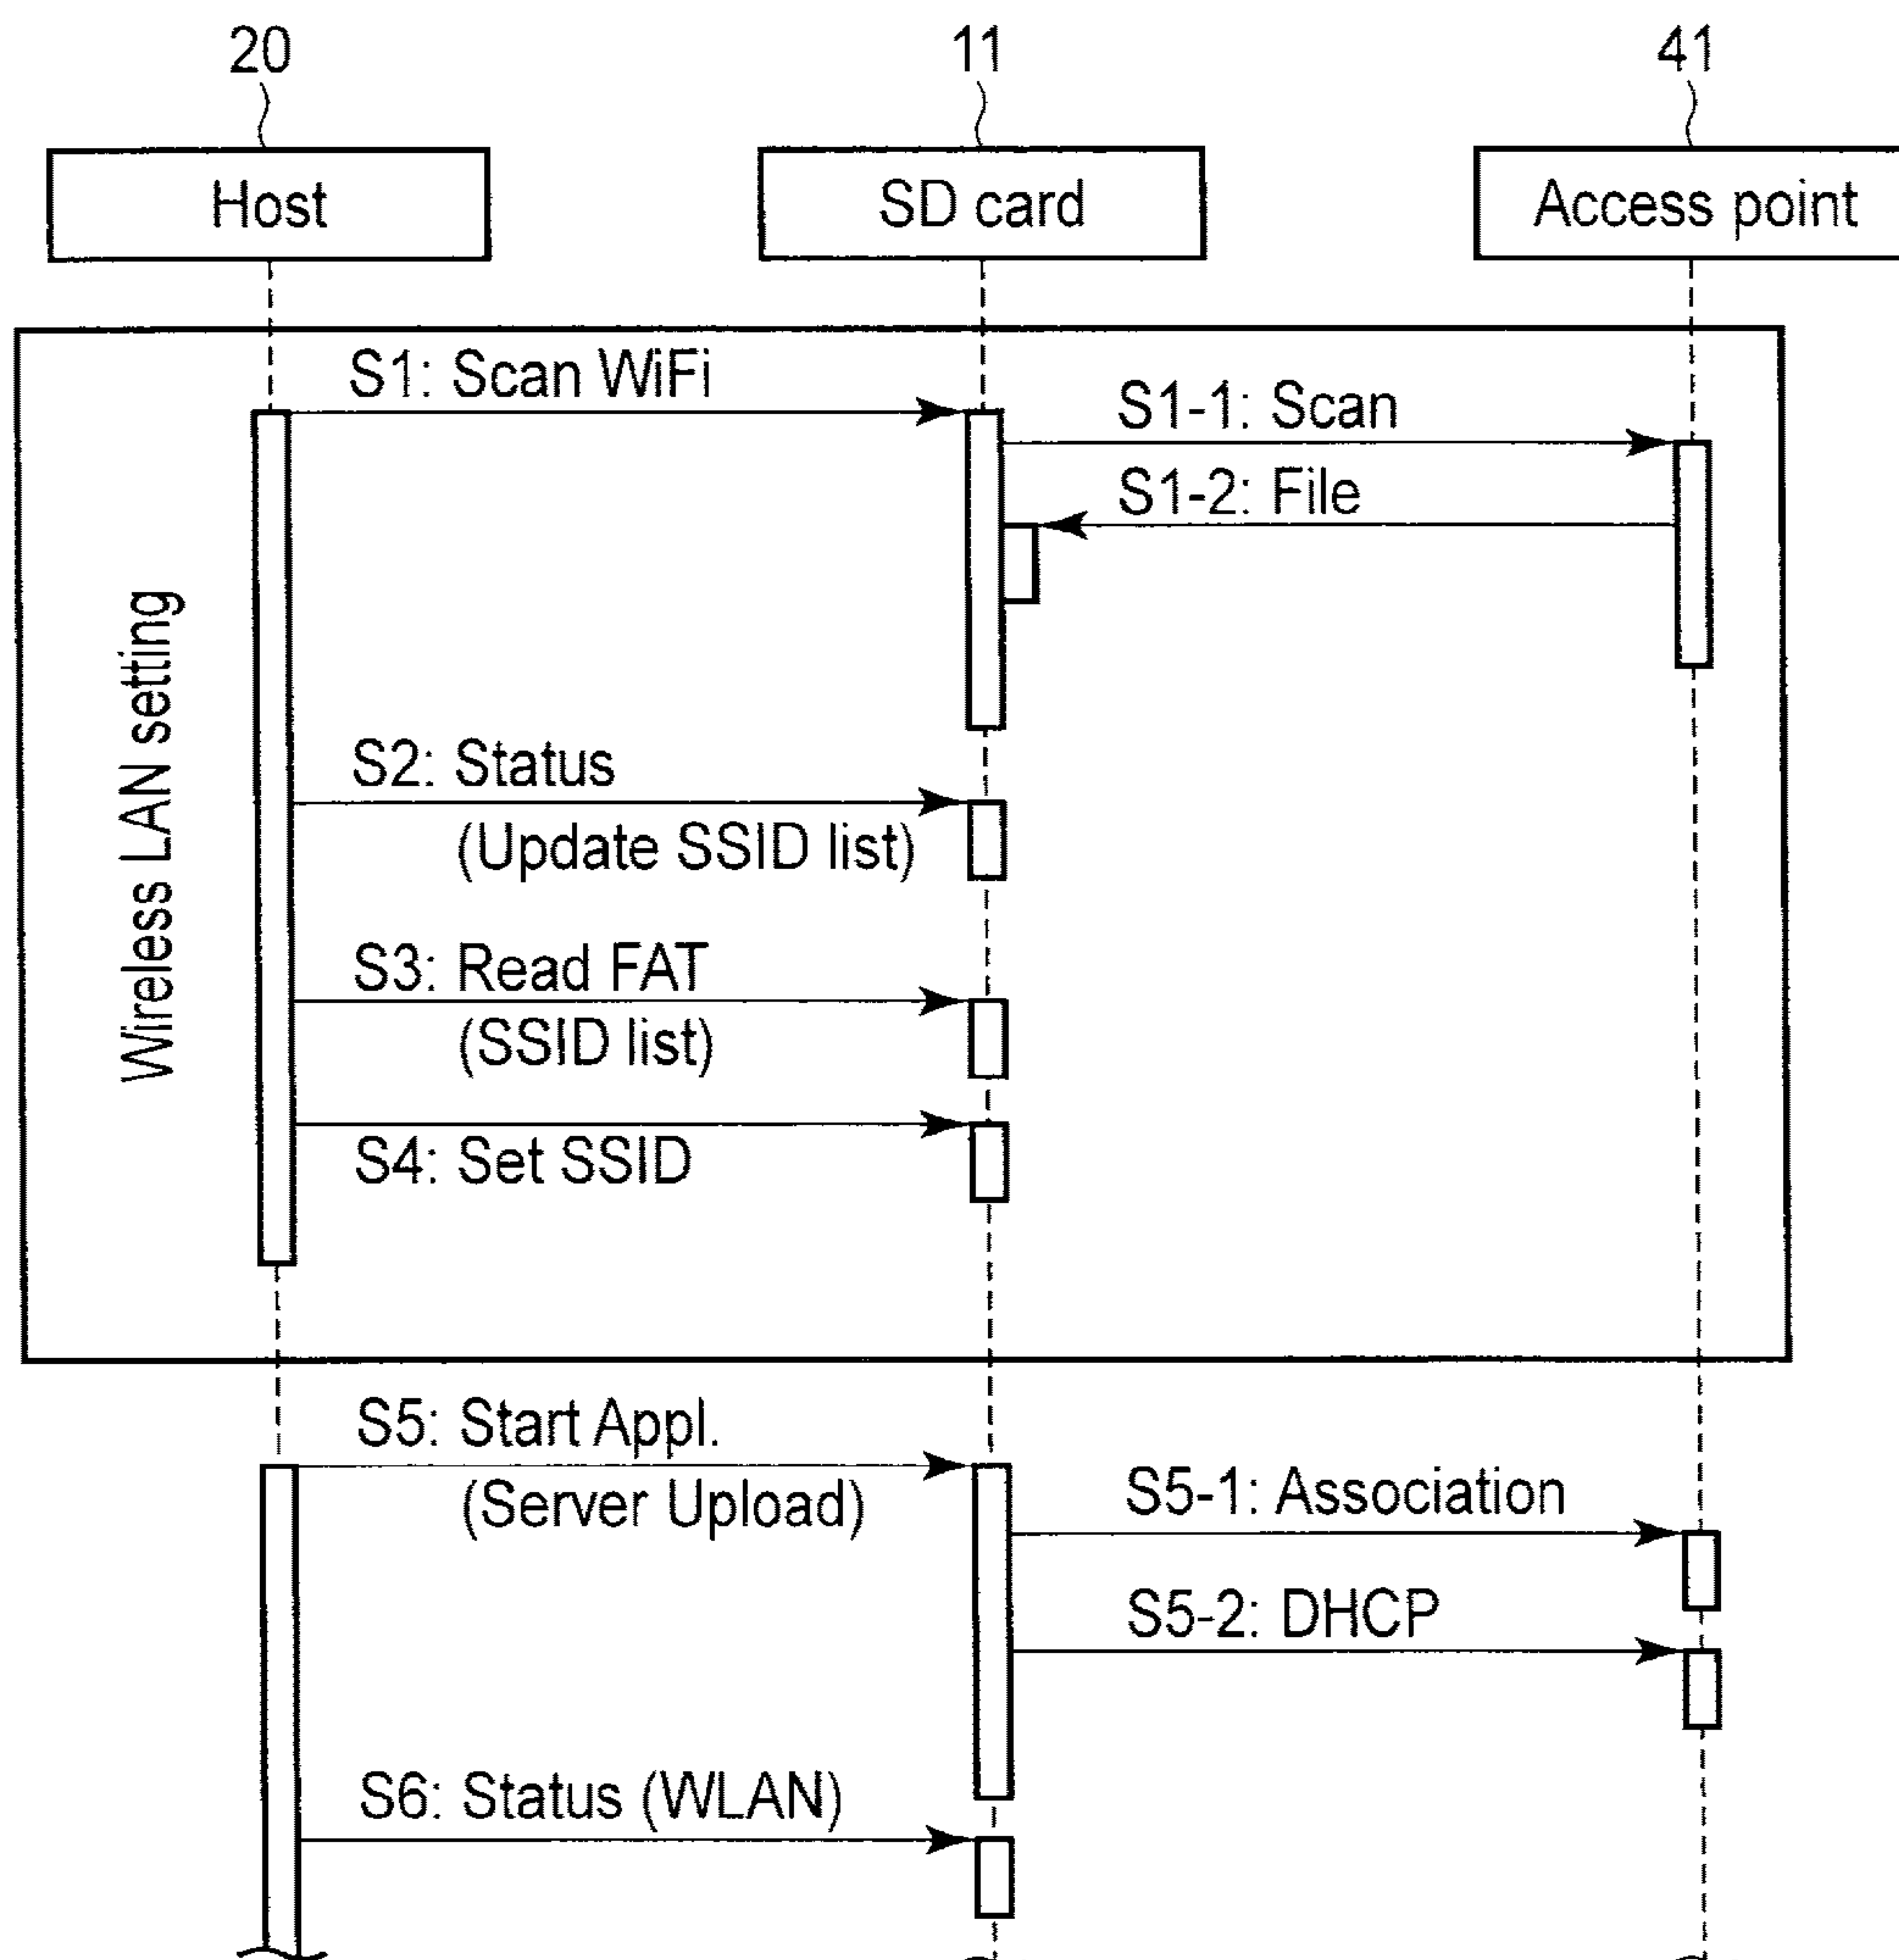 20
11
41
Host
SD card
Access point
S1: Scan WiFi
S1-1: Scan
S1-2: File
Wireless LAN setting
S2: Status
(Update SSID list)
S3: Read FAT
(SSID list)
S4: Set SSID
S5: Start Appl.
(Server Upload)
S5-1: Association
S5-2: DHCP
S6: Status (WLAN)